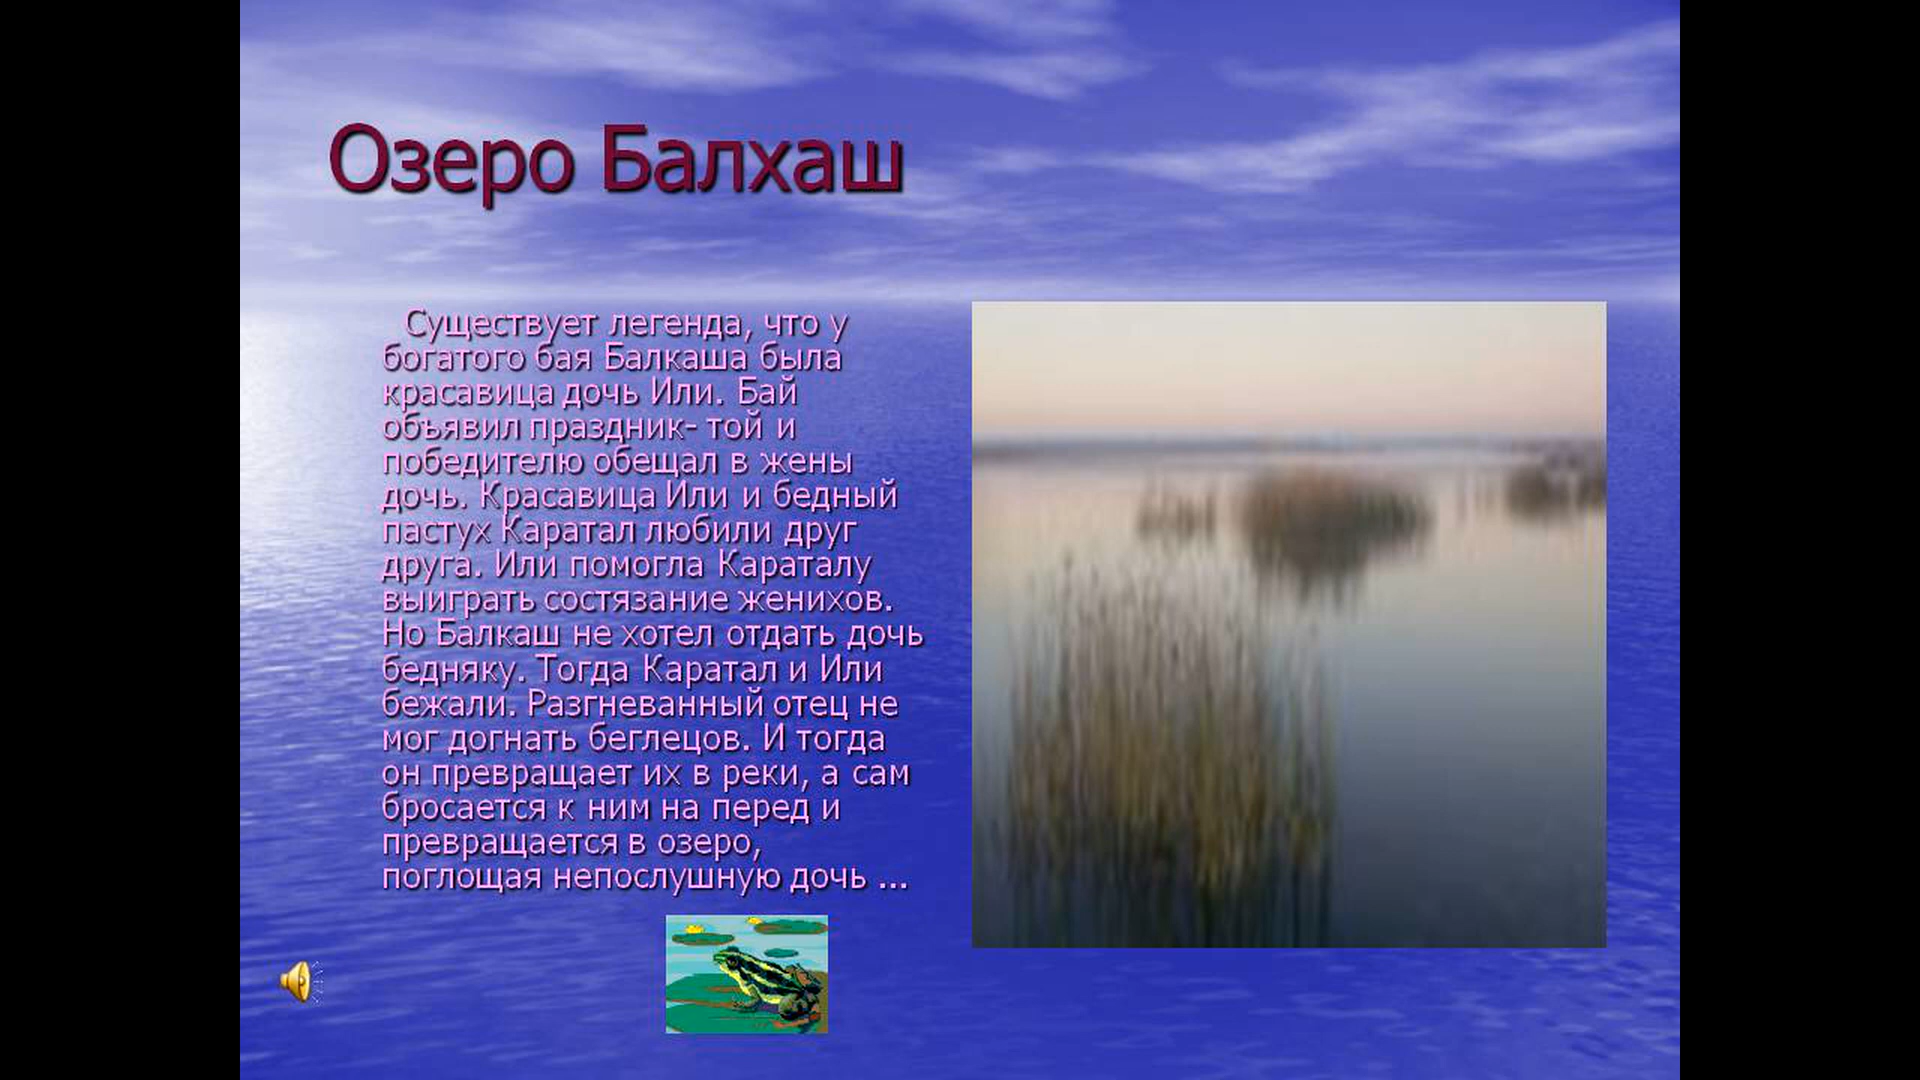 Озеро Балхаш
Существует легенда, что у
богатого бая Балкаша была
красавица дочь Или. Бай
объявил праздник- той и
победителю обещал в жены
дочь. Красавица Или и бедный
пастух Каратал любили друг
друга. Или помогла Караталу
выиграть состязание женихов.
Но Балкаш не хотел отдать дочь
бедняку. Тогда Каратал и Или
бежали. Разгневанный отец не
мог догнать беглецов. И тогда
он превращает их в реки, а сам
бросается к ним на перед и
превращается в озеро,
поглощая непослушную дочь ...